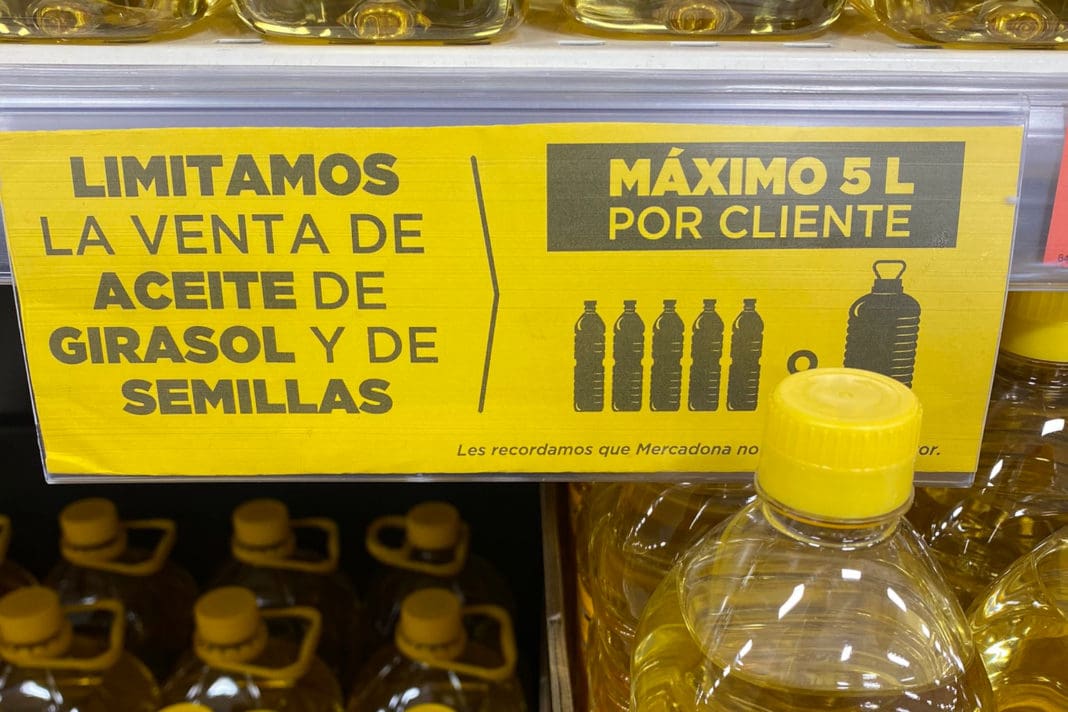 LIMITAMOS
LA VENTA DE
ACEITE DE
GIRASOL Y DE
SEMILLAS
MÁXIMO 5 L
POR CLIENTE
Les recordamos que Mercadona no